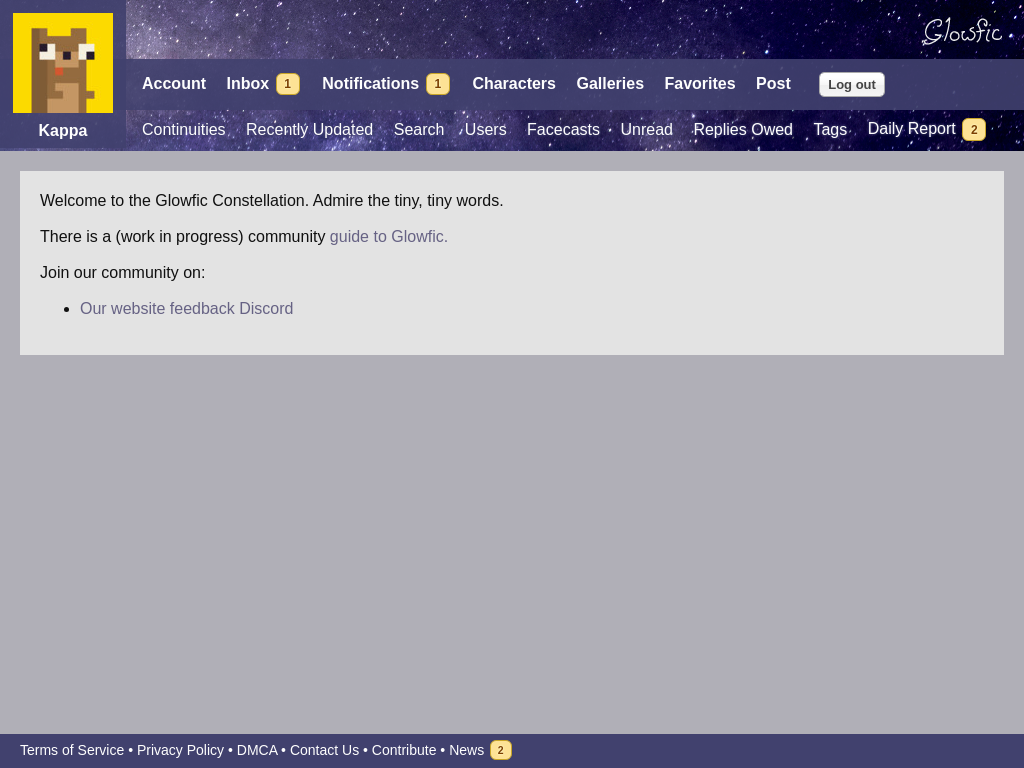 Glowfic
Account Inbox 1 Notifications 1 Characters Galleries Favorites Post Log out
Kappa
Continuities Recently Updated Search Users Facecasts Unread Replies Owed Tags Daily Report 2
Welcome to the Glowfic Constellation. Admire the tiny, tiny words.
There is a (work in progress) community guide to Glowfic.
Join our community on:
• Our website feedback Discord
Terms of Service • Privacy Policy • DMCA • Contact Us • Contribute • News 2